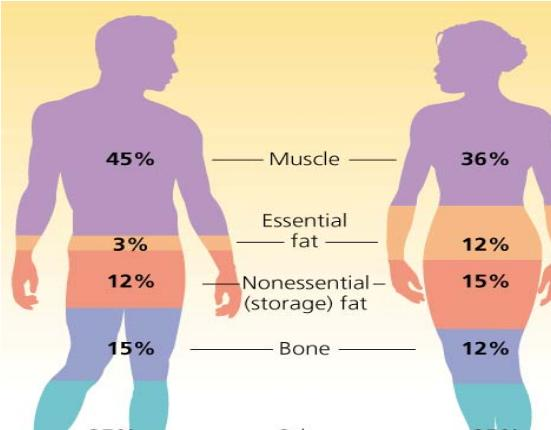 45% Muscle 36%
Essential
3% fat 12%
12% Nonessential 15%
(storage) fat
15% Bone 12%